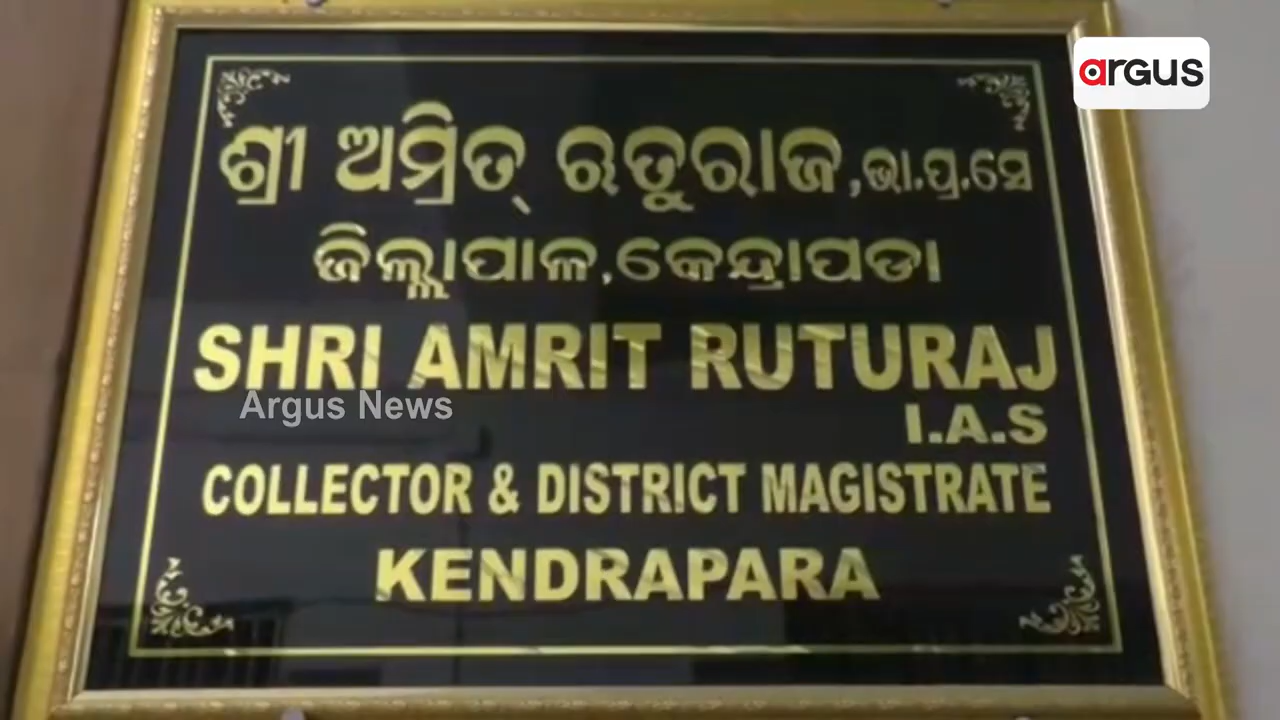 argus
ଶ୍ରୀ ଅମ୍ରିତ୍ ଋତୁରାଜ,ଭା.ପ୍ର.ସେ
ଜିଲ୍ଲାପାଳ,କେନ୍ଦ୍ରାପଡା
SHRI AMRIT RUTURAJ
Argus News
I.A.S
COLLECTOR & DISTRICT MAGISTRATE
KENDRAPARA